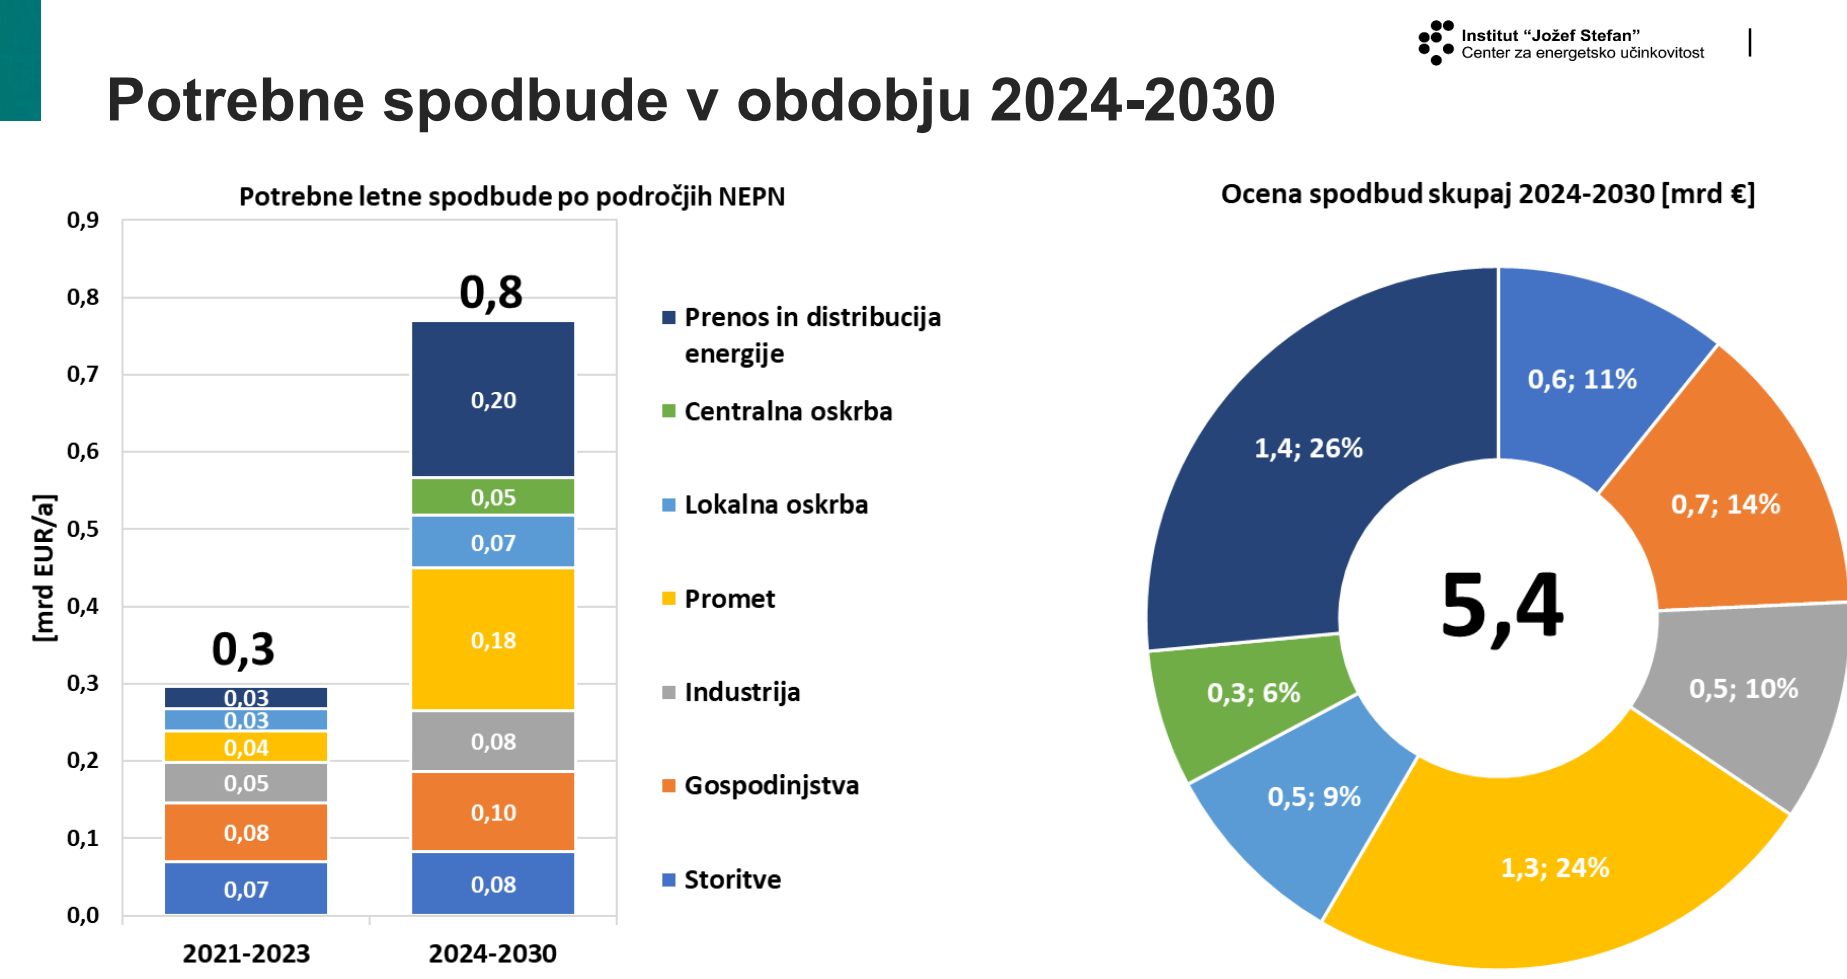 Institut “Jožef Stefan”
Center za energetsko učinkovitost
Potrebne spodbude v obdobju 2024-2030
Potrebne letne spodbude po področjih NEPN
[mrd EUR/a]
0,9
0,8
0,7
0,6
0,5
0,4
0,3
0,2
0,1
0,0
0,3
0,03
0,03
0,04
0,05
0,08
0,07
0,8
0,20
0,05
0,07
0,18
0,08
0,10
0,08
2021-2023
2024-2030
Prenos in distribucija
energije
Centralna oskrba
Lokalna oskrba
Promet
Industrija
Gospodinjstva
Storitve
Ocena spodbud skupaj 2024-2030 [mrd €]
0,6; 11%
0,7; 14%
0,5; 10%
1,3; 24%
0,5; 9%
0,3; 6%
1,4; 26%
5,4